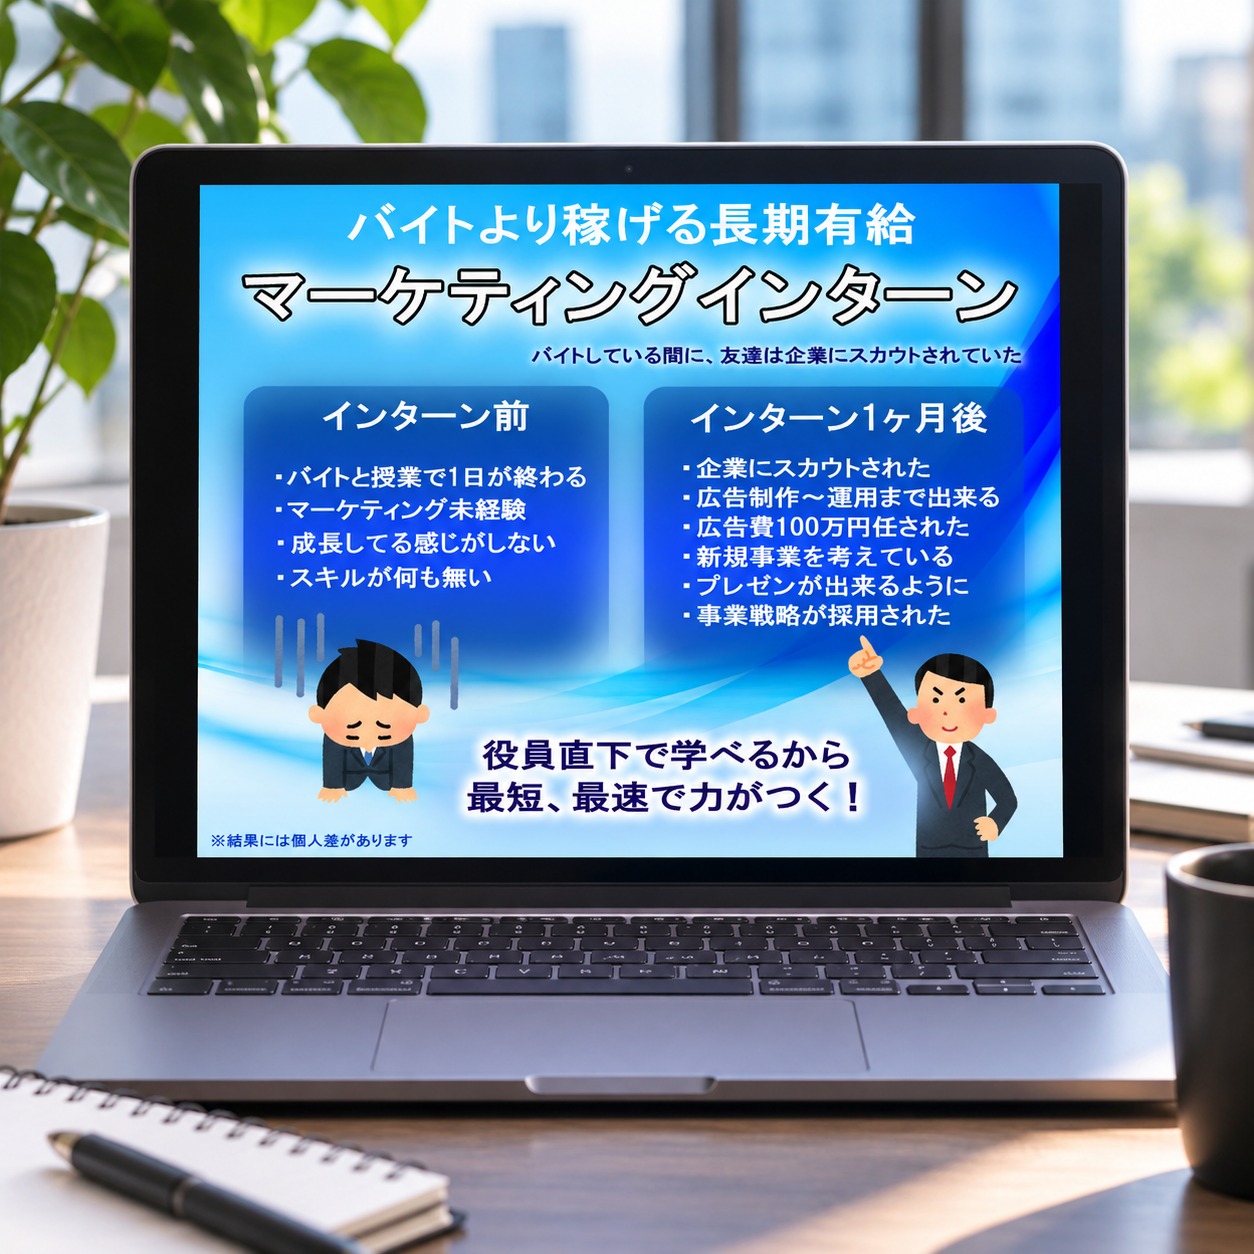 バイトより稼げる長期有給
マーケティングインターン
バイトしている間に、友達は企業にスカウトされていた
インターン前
・バイトと授業で1日が終わる
・マーケティング未経験
・成長してる感じがしない
・スキルが何も無い
インターン1ヶ月後
・企業にスカウトされた
・広告制作～運用まで出来る
・広告費100万円任された
・新規事業を考えている
・プレゼンが出来るように
・事業戦略が採用された
役員直下で学べるから
最短、最速で力がつく！
※結果には個人差があります